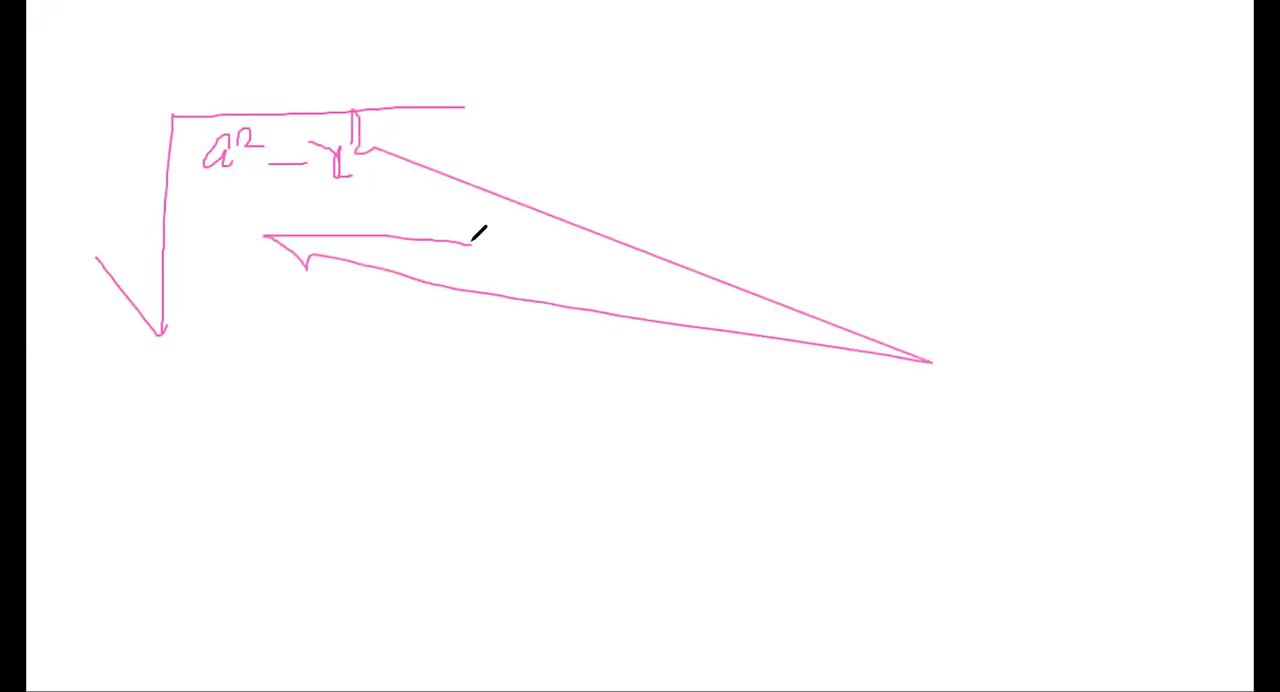 √a² - r²